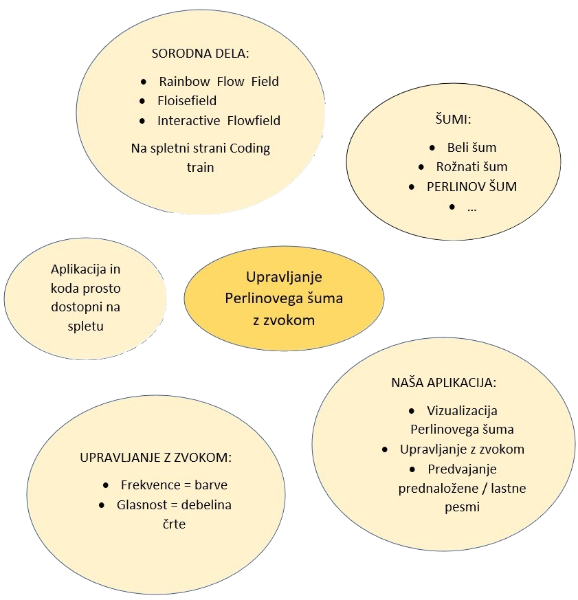 SORODNA DELA:
• Rainbow Flow Field
• Floisefield
• Interactive Flowfield
Na spletni strani Coding
train
ŠUMI:
• Beli šum
• Rožnati šum
• PERLINOV ŠUM
• ...
Aplikacija in
koda prosto
dostopni na
spletu
Upravljanje
Perlinovega šuma
z zvokom
NAŠA APLIKACIJA:
• Vizualizacija
Perlinovega šuma
• Upravljanje z zvokom
• Predvajanje
prednaložene / lastne
pesmi
UPRAVLJANJE Z ZVOKOM:
• Frekvence = barve
• Glasnost = debelina
črte